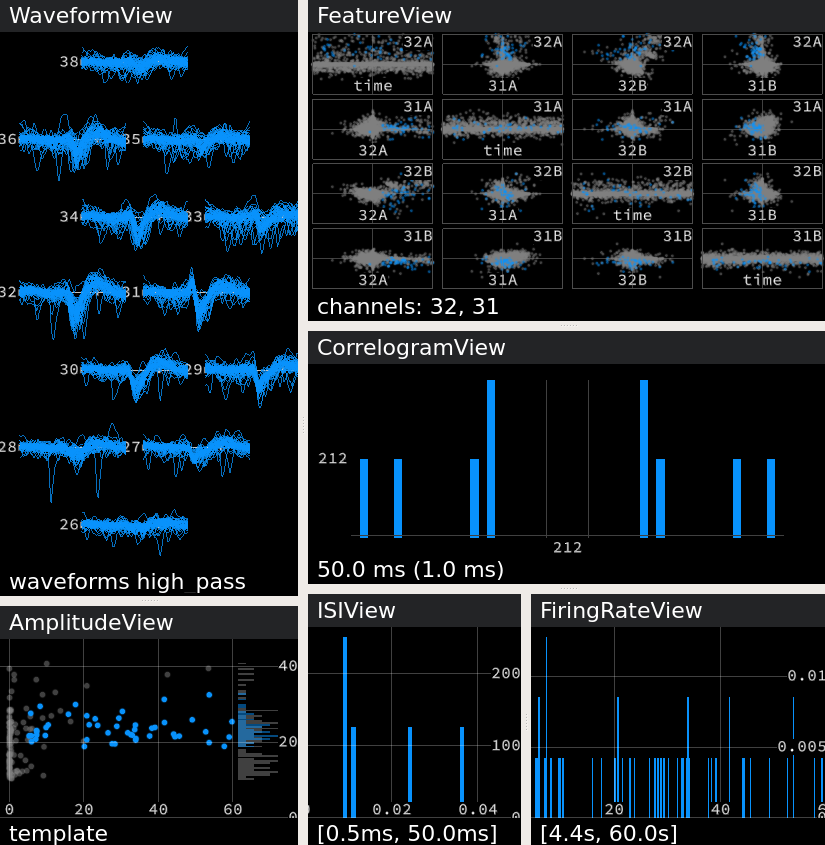 WaveformView
38
36 35
34 33
32 31
30 29
28 27
26
waveforms high_pass
FeatureView
32A 32A 32A 32A
time 31A 32B 31B
31A 31A 31A 31A
32A time 32B 31B
32B 32B 32B 32B
32A 31A time 31B
31B 31B 31B 31B
32A 31A 32B time
channels: 32, 31
CorrelogramView
212
212
50.0 ms (1.0 ms)
AmplitudeView
40
20
0 20 40 60
0
template
ISIView
200
100
0.02 0.04 0
[0.5ms, 50.0ms]
FiringRateView
0.01
0.005
20 40
[4.4s, 60.0s]